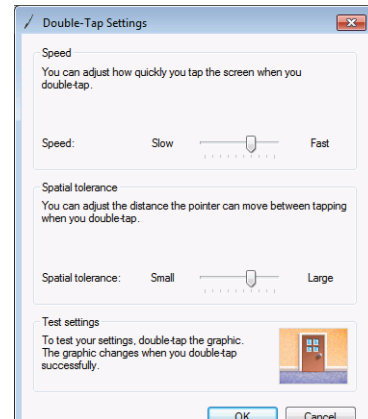 Double-Tap Settings
Speed
You can adjust how quickly you tap the screen when you
double-tap.
Speed: Slow Fast
Spatial tolerance
You can adjust the distance the pointer can move between tapping
when you double-tap.
Spatial tolerance: Small Large
Test settings
To test your settings, double-tap the graphic.
The graphic changes when you double-tap
successfully.
OK Cancel